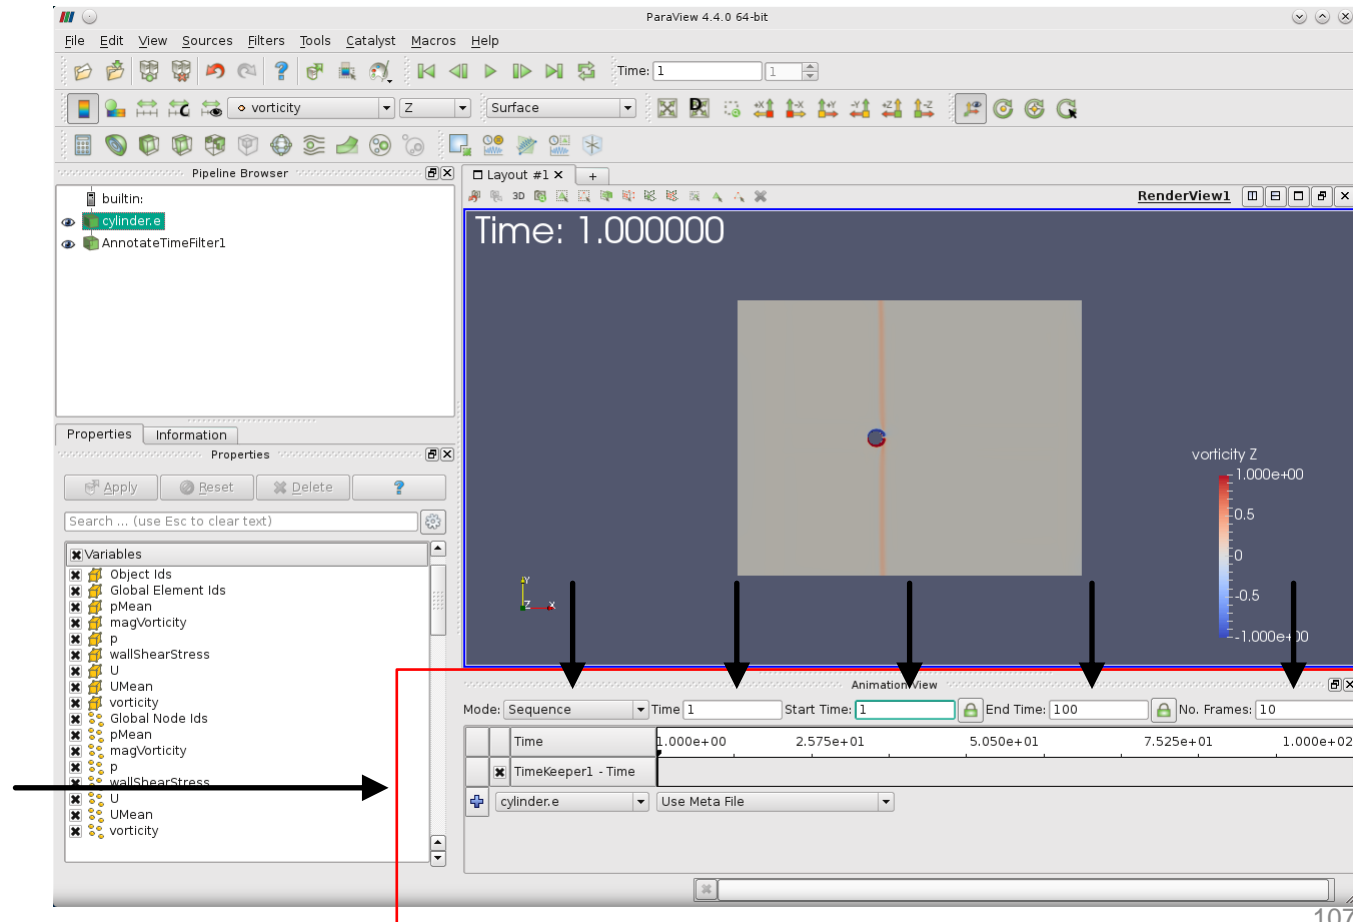 ParaView 4.4.0 64-bit
File Edit View Sources Filters Tools Catalyst Macros Help
Time: 1 1
vorticity Z Surface
Pipeline Browser
Layout #1 +
builtin:
cylinder.e
AnnotateTimeFilter1
3D RenderView1
Time: 1.000000
Properties Information
Properties
Apply Reset Delete ?
Search ... (use Esc to clear text)
Variables
Object Ids
Global Element Ids
pMean
magVorticity
p
wallShearStress
U
UMean
vorticity
Global Node Ids
pMean
magVorticity
p
wallShearStress
U
UMean
vorticity
vorticity Z
1.000e+00
0.5
0
-0.5
-1.000e+00
Y
Z X
Animation View
Mode: Sequence Time 1 Start Time: 1 End Time: 100 No. Frames: 10
Time 1.000e+00 2.575e+01 5.050e+01 7.525e+01 1.000e+02
TimeKeeper1 - Time
cylinder.e Use Meta File
107